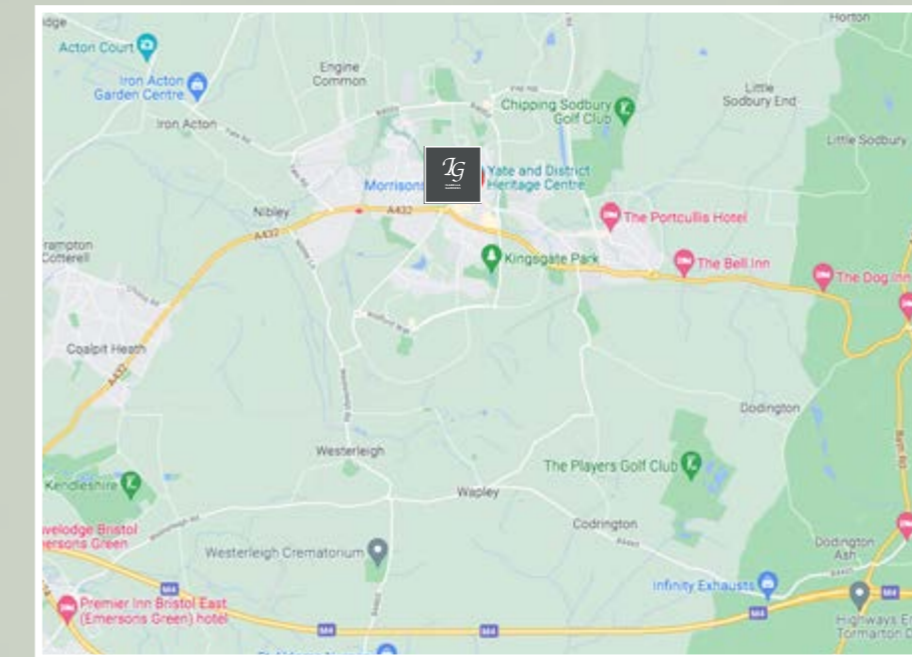 Horton
Acton Court
Engine
Common
Iron Acton
Garden Centre
Little
Sodbury End
Chipping Sodbury
Golf Club
Iron Acton
Little Sodbury
IG
Yate and District
Heritage Centre
Morrisons
A432
Nibley
The Portcullis Hotel
A432
Kingsgate Park
The Bell Inn
The Dog Inn
Cotterell
Coalpit Heath
A432
Dodington
Westerleigh
The Players Golf Club
Kendleshire
Wapley
Codrington
Westerleigh Crematorium
Dodington
Ash
Infinity Exhausts
M4
M4
M4
Premier Inn Bristol East
(Emersons Green) hotel
M4
M4